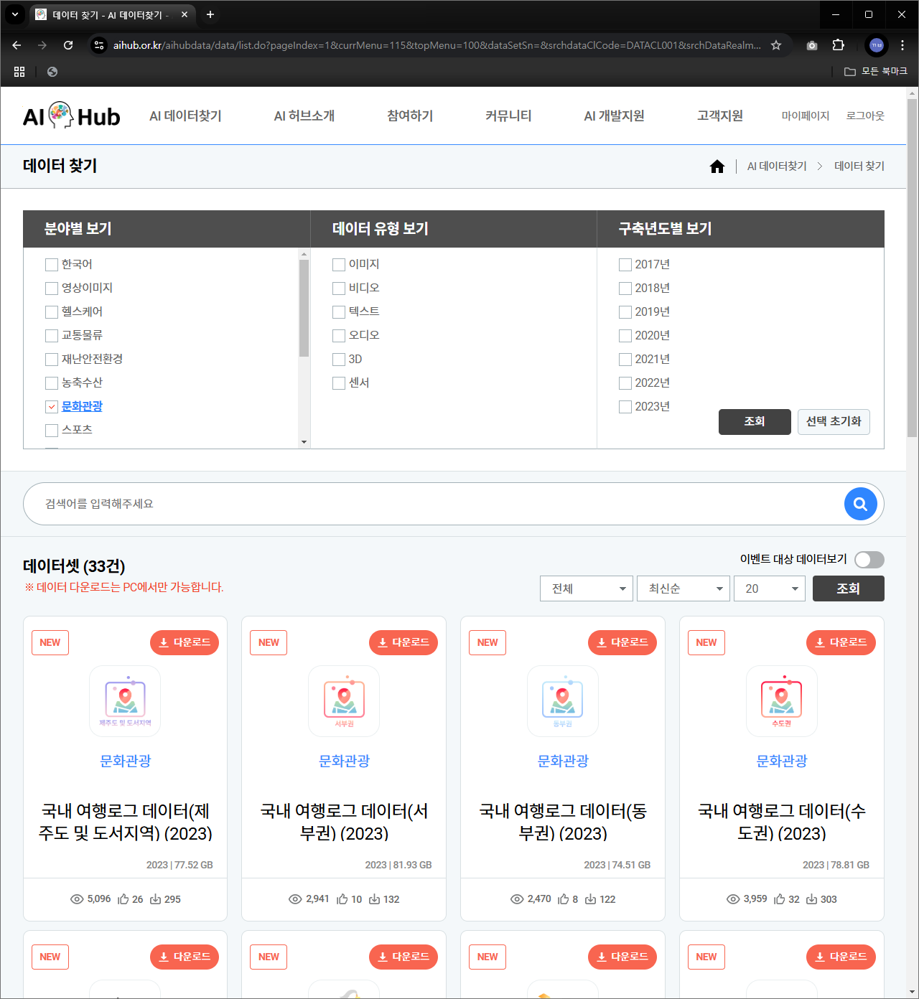 데이터 찾기 - AI 데이터찾기 -
aihub.or.kr/aihubdata/data/list.do?pageIndex=1&currMenu=115&topMenu=100&dataSetSn=&srchdataClCode=DATACL001&srchDataRealm...
모든 북마크
AI Hub
AI 데이터찾기
AI 허브소개
참여하기
커뮤니티
AI 개발지원
고객지원
마이페이지
로그아웃
데이터 찾기
AI 데이터찾기
데이터 찾기
분야별 보기
데이터 유형 보기
구축년도별 보기
한국어
이미지
2017년
영상이미지
비디오
2018년
헬스케어
텍스트
2019년
교통물류
오디오
2020년
재난안전환경
3D
2021년
농축수산
센서
2022년
문화관광
2023년
스포츠
조회
선택 초기화
검색어를 입력해주세요
데이터셋 (33건)
이벤트 대상 데이터보기
※ 데이터 다운로드는 PC에서만 가능합니다.
전체
최신순
20
조회
NEW
다운로드
제주도 및 도서지역
문화관광
국내 여행로그 데이터(제
주도 및 도서지역) (2023)
2023 | 77.52 GB
5,096 26 295
NEW
다운로드
서부권
문화관광
국내 여행로그 데이터(서
부권) (2023)
2023 | 81.93 GB
2,941 10 132
NEW
다운로드
동부권
문화관광
국내 여행로그 데이터(동
부권) (2023)
2023 | 74.51 GB
2,470 8 122
NEW
다운로드
수도권
문화관광
국내 여행로그 데이터(수
도권) (2023)
2023 | 78.81 GB
3,959 32 303
NEW
다운로드
NEW
다운로드
NEW
다운로드
NEW
다운로드